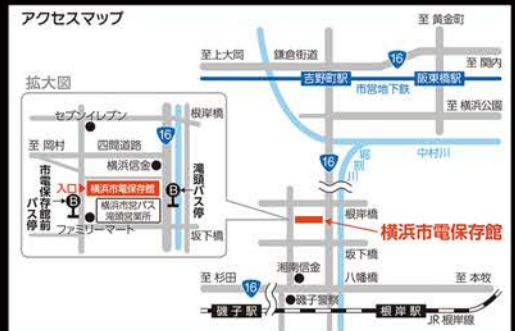 アクセスマップ
至 黄金町
至上大岡
鎌倉街道
16
至 関内
吉野町駅
市営地下鉄
阪東橋駅
至 横浜公園
中村川
堀割川
根岸橋
横浜市電保存館
坂下橋
湘南信金
至 杉田
16
八幡橋
至 本牧
磯子警察
磯子駅
根岸駅
JR根岸線
拡大図
セブンイレブン
16
根岸橋
至 岡村
四間道路
横浜信金
入口
横浜市電保存館
B
滝頭バス停
市電保存館前
バス停
B
横浜市営バス
滝頭営業所
ファミリーマート
坂下橋
16